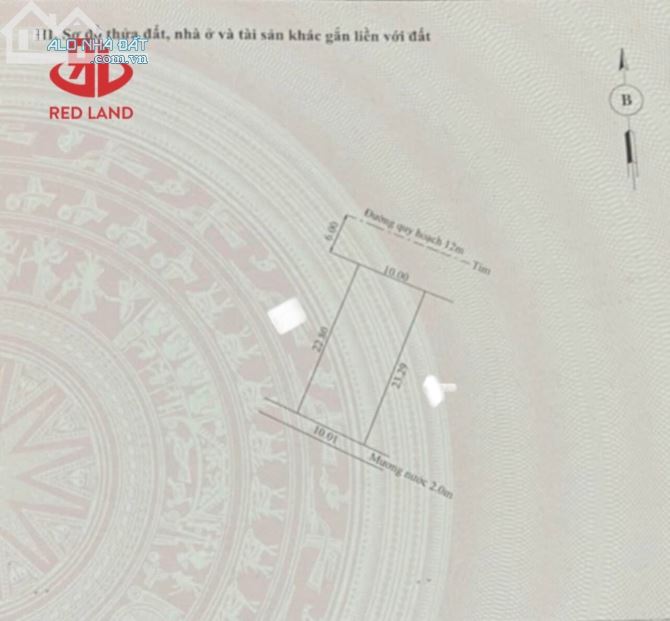 III. Sơ đồ thửa đất, nhà ở và tài sản khác gắn liền với đất
ALO NHÀ ĐẤT
.com.vn
RED LAND
B
Đường quy hoạch 12m
Tim
6.00
10.00
22.80
23.29
10.01
Mương nước 2.0m